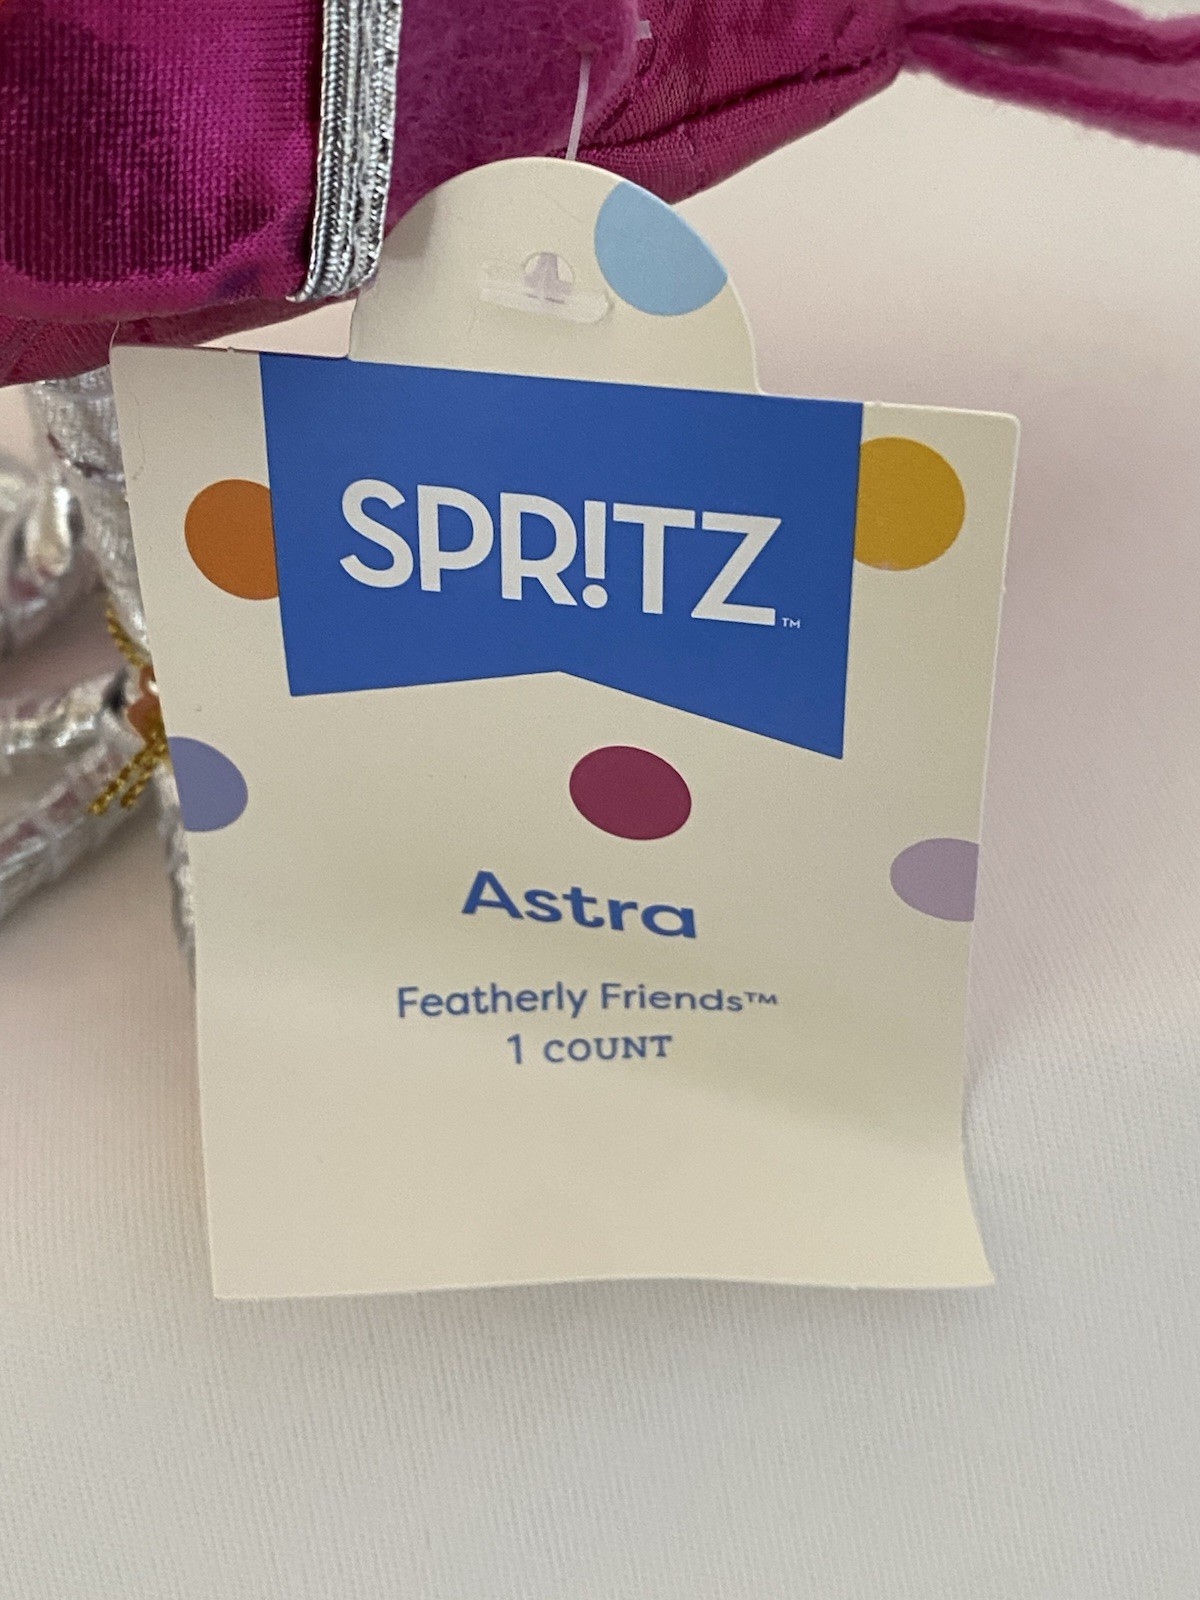 SPR!TZ™
Astra
Featherly Friends™
1 COUNT